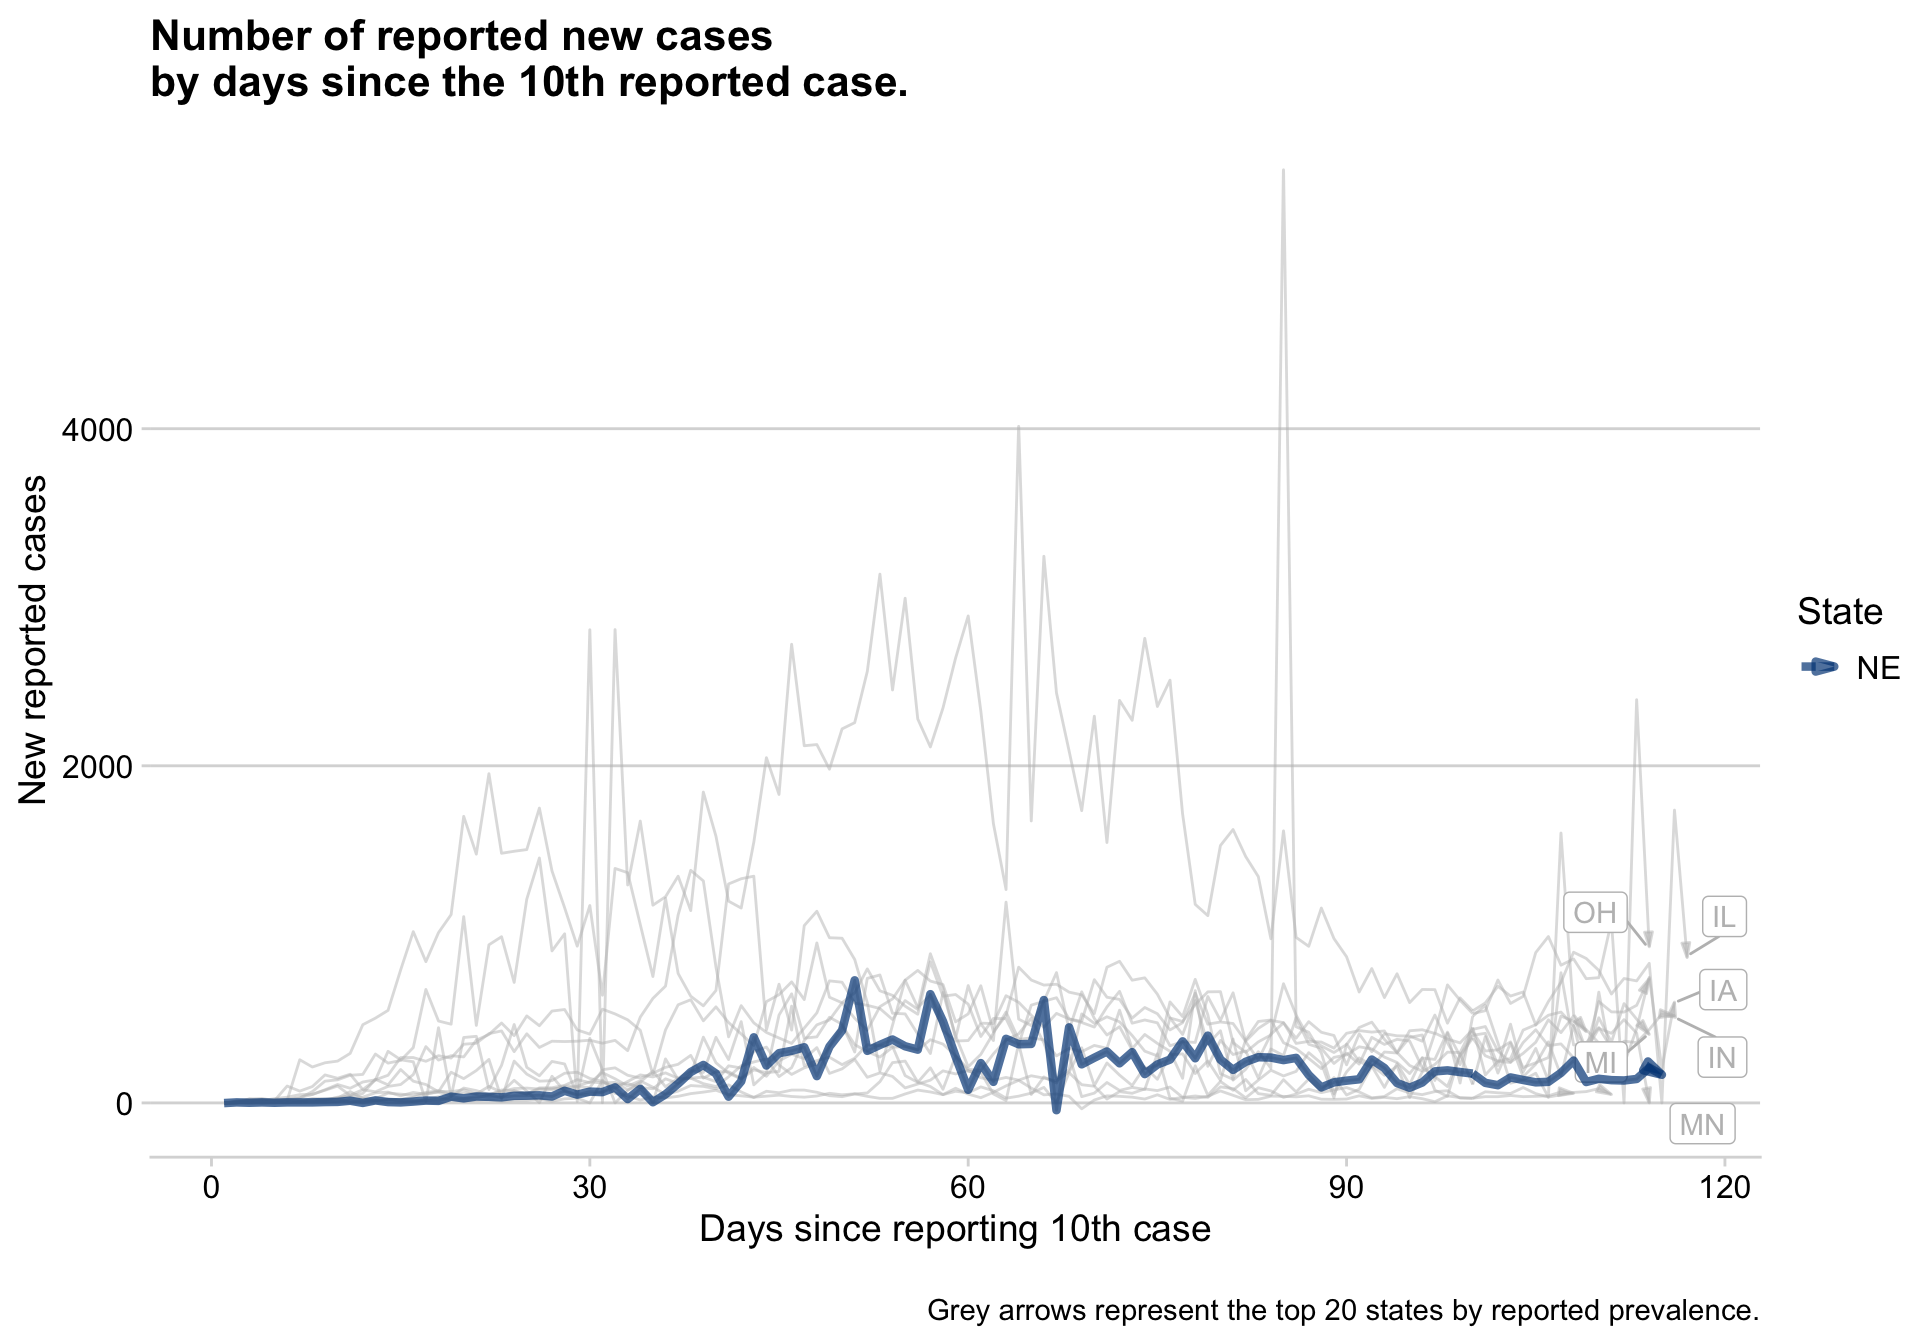 Number of reported new cases
by days since the 10th reported case.
New reported cases
4000
2000
0
OH
IL
IA
MI
IN
MN
0 30 60 90 120
Days since reporting 10th case
State
NE
Grey arrows represent the top 20 states by reported prevalence.